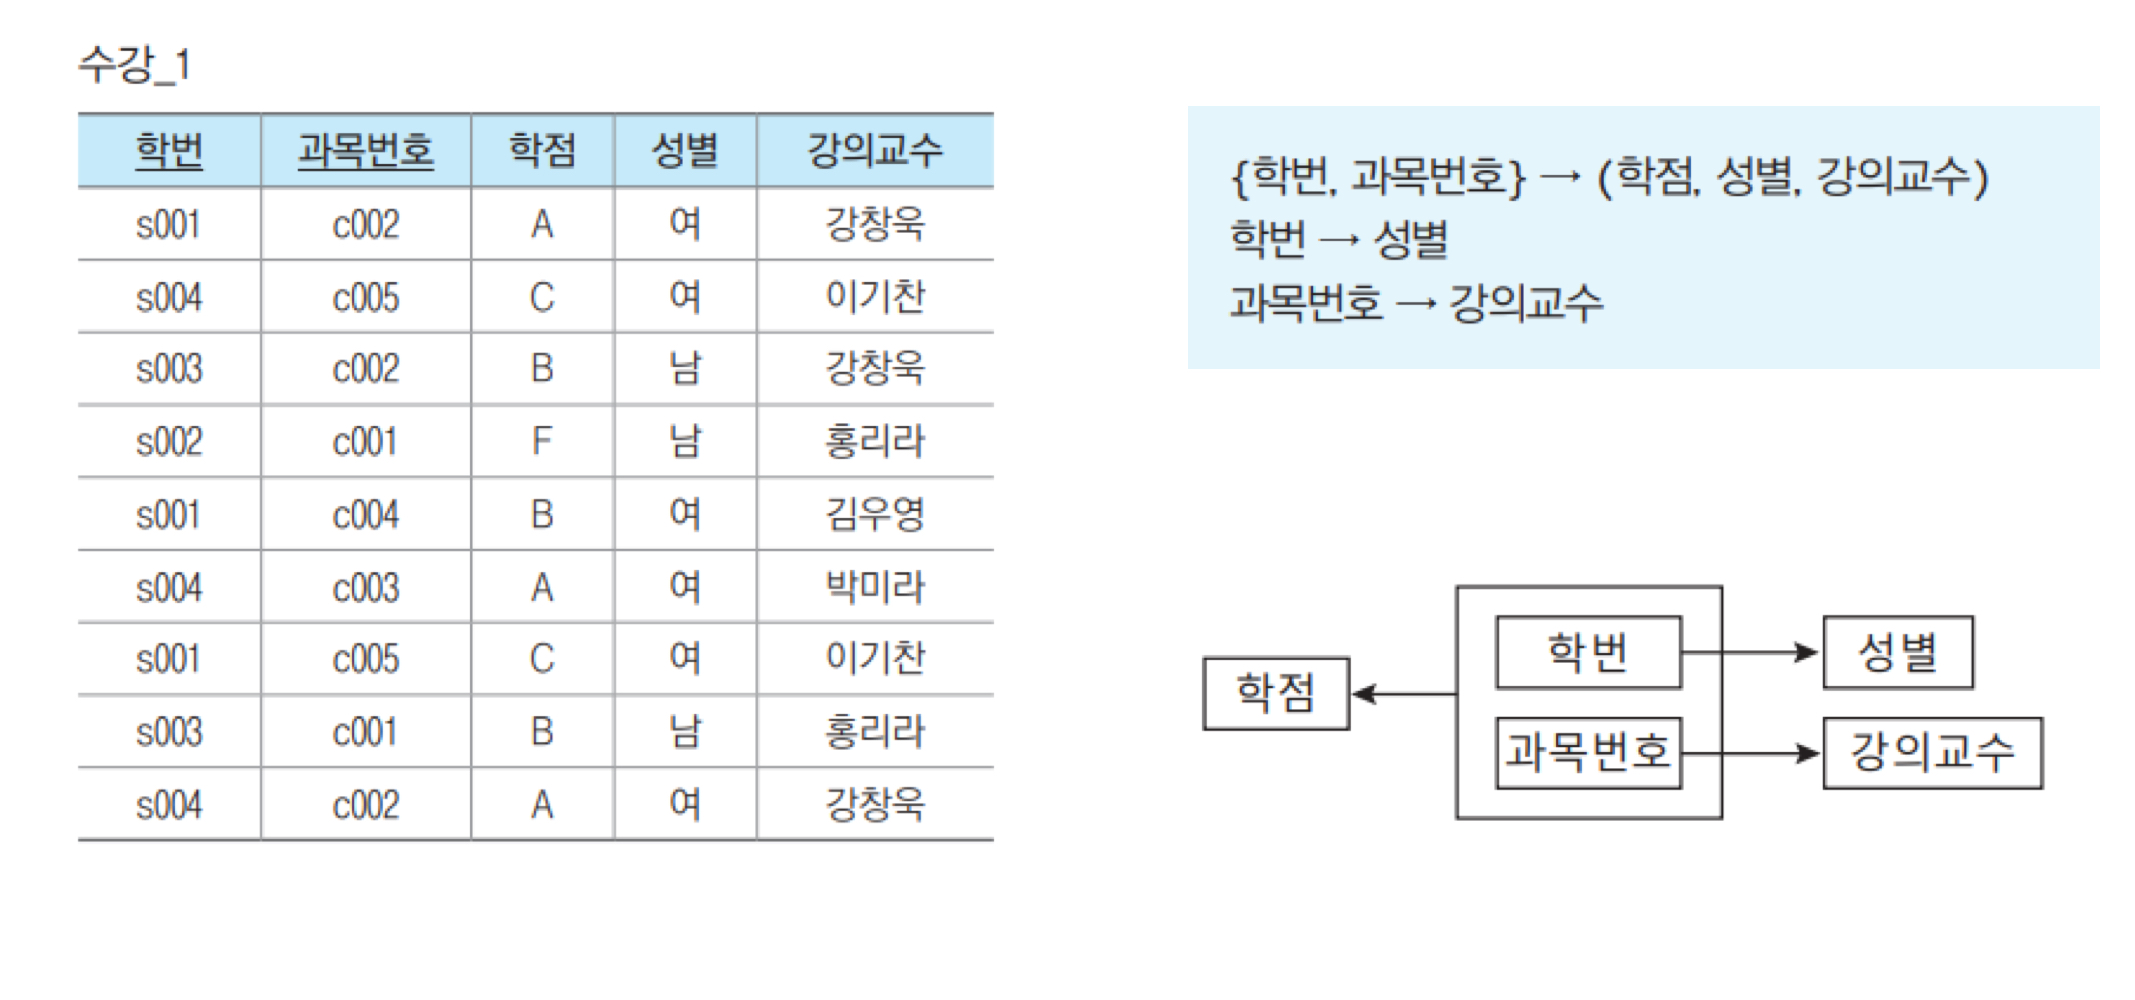 수강_1
학번 과목번호 학점 성별 강의교수
s001 c002 A 여 강창욱
s004 c005 C 여 이기찬
s003 c002 B 남 강창욱
s002 c001 F 남 홍리라
s001 c004 B 여 김우영
s004 c003 A 여 박미라
s001 c005 C 여 이기찬
s003 c001 B 남 홍리라
s004 c002 A 여 강창욱
{학번, 과목번호} → (학점, 성별, 강의교수)
학번 → 성별
과목번호 → 강의교수
학번 성별
학점
과목번호 강의교수